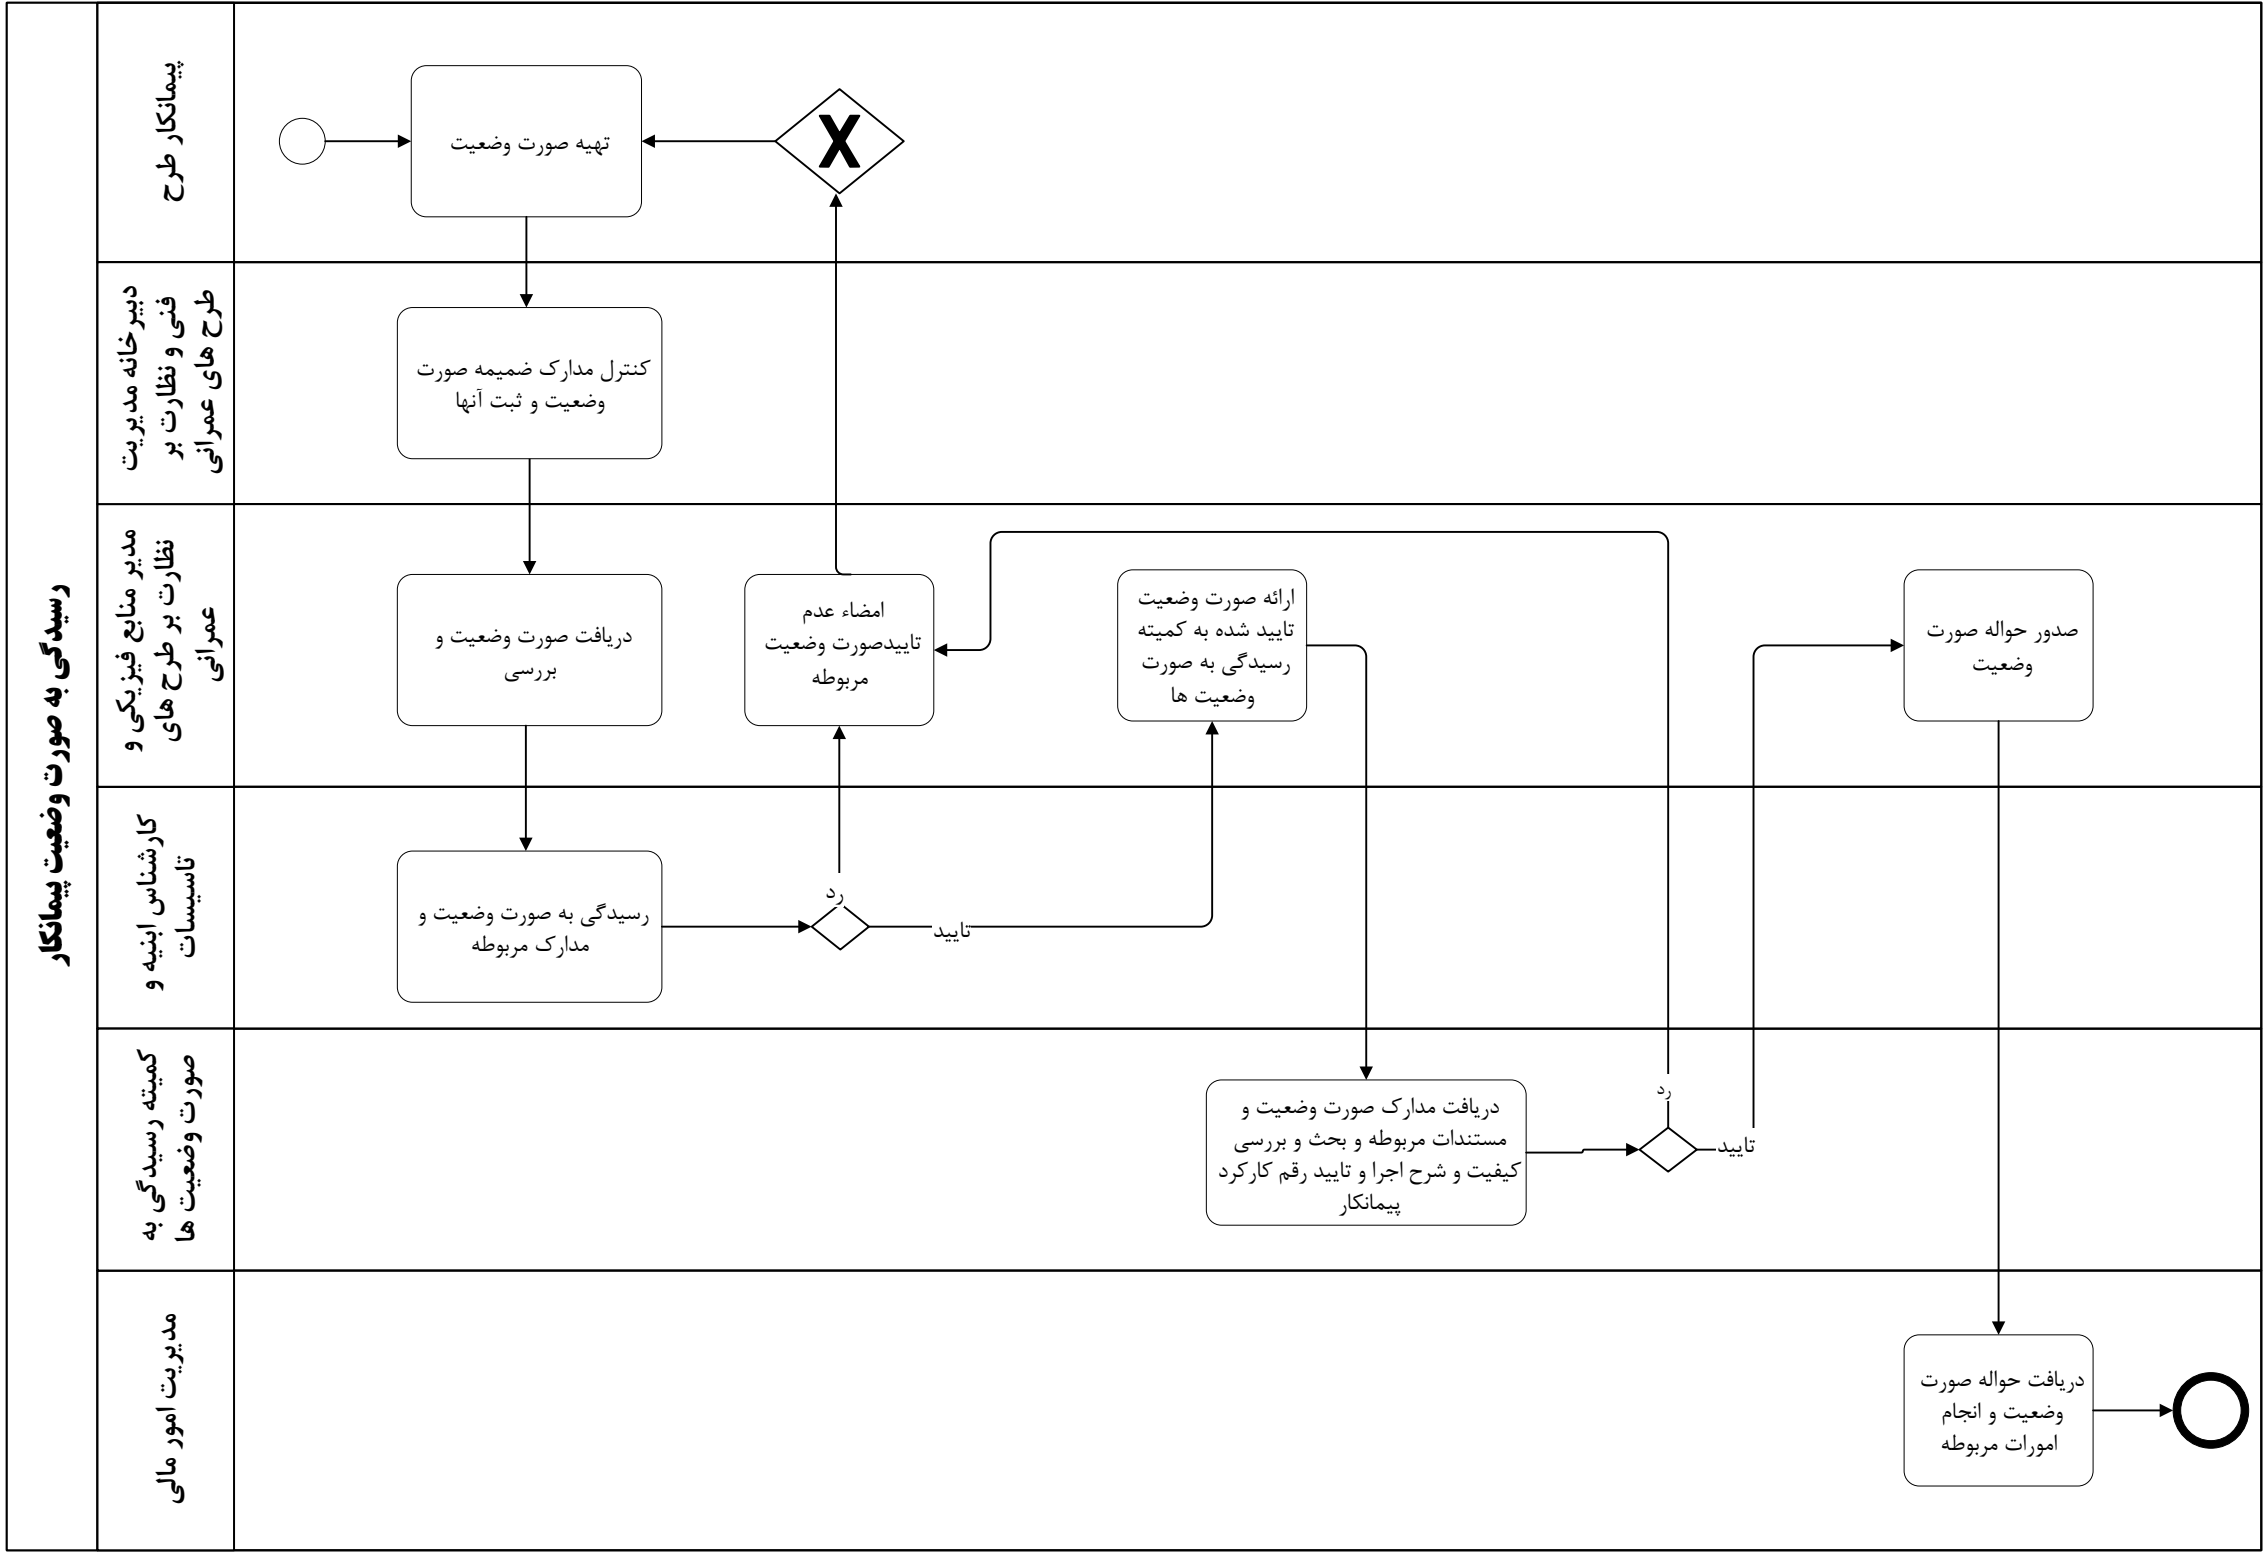 رسیدگی به صورت وضعیت پیمانکار
پیمانکار طرح
تهیه صورت وضعیت
X
دبیرخانه مدیریت
فنی و نظارت بر
طرح های عمرانی
کنترل مدارک ضمیمه صورت
وضعیت و ثبت آنها
مدیر منابع فیزیکی و
نظارت بر طرح های
عمرانی
دریافت صورت وضعیت و
بررسی
امضاء عدم
تاییدصورت وضعیت
مربوطه
ارائه صورت وضعیت
تایید شده به کمیته
رسیدگی به صورت
وضعیت ها
صدور حواله صورت
وضعیت
کارشناس ابنیه و
تاسیسات
رسیدگی به صورت وضعیت و
مدارک مربوطه
رد
تایید
کمیته رسیدگی به
صورت وضعیت ها
دریافت مدارک صورت وضعیت و
مستندات مربوطه و بحث و بررسی
کیفیت و شرح اجرا و تایید رقم کارکرد
پیمانکار
رد
تایید
مدیریت امور مالی
دریافت حواله صورت
وضعیت و انجام
امورات مربوطه